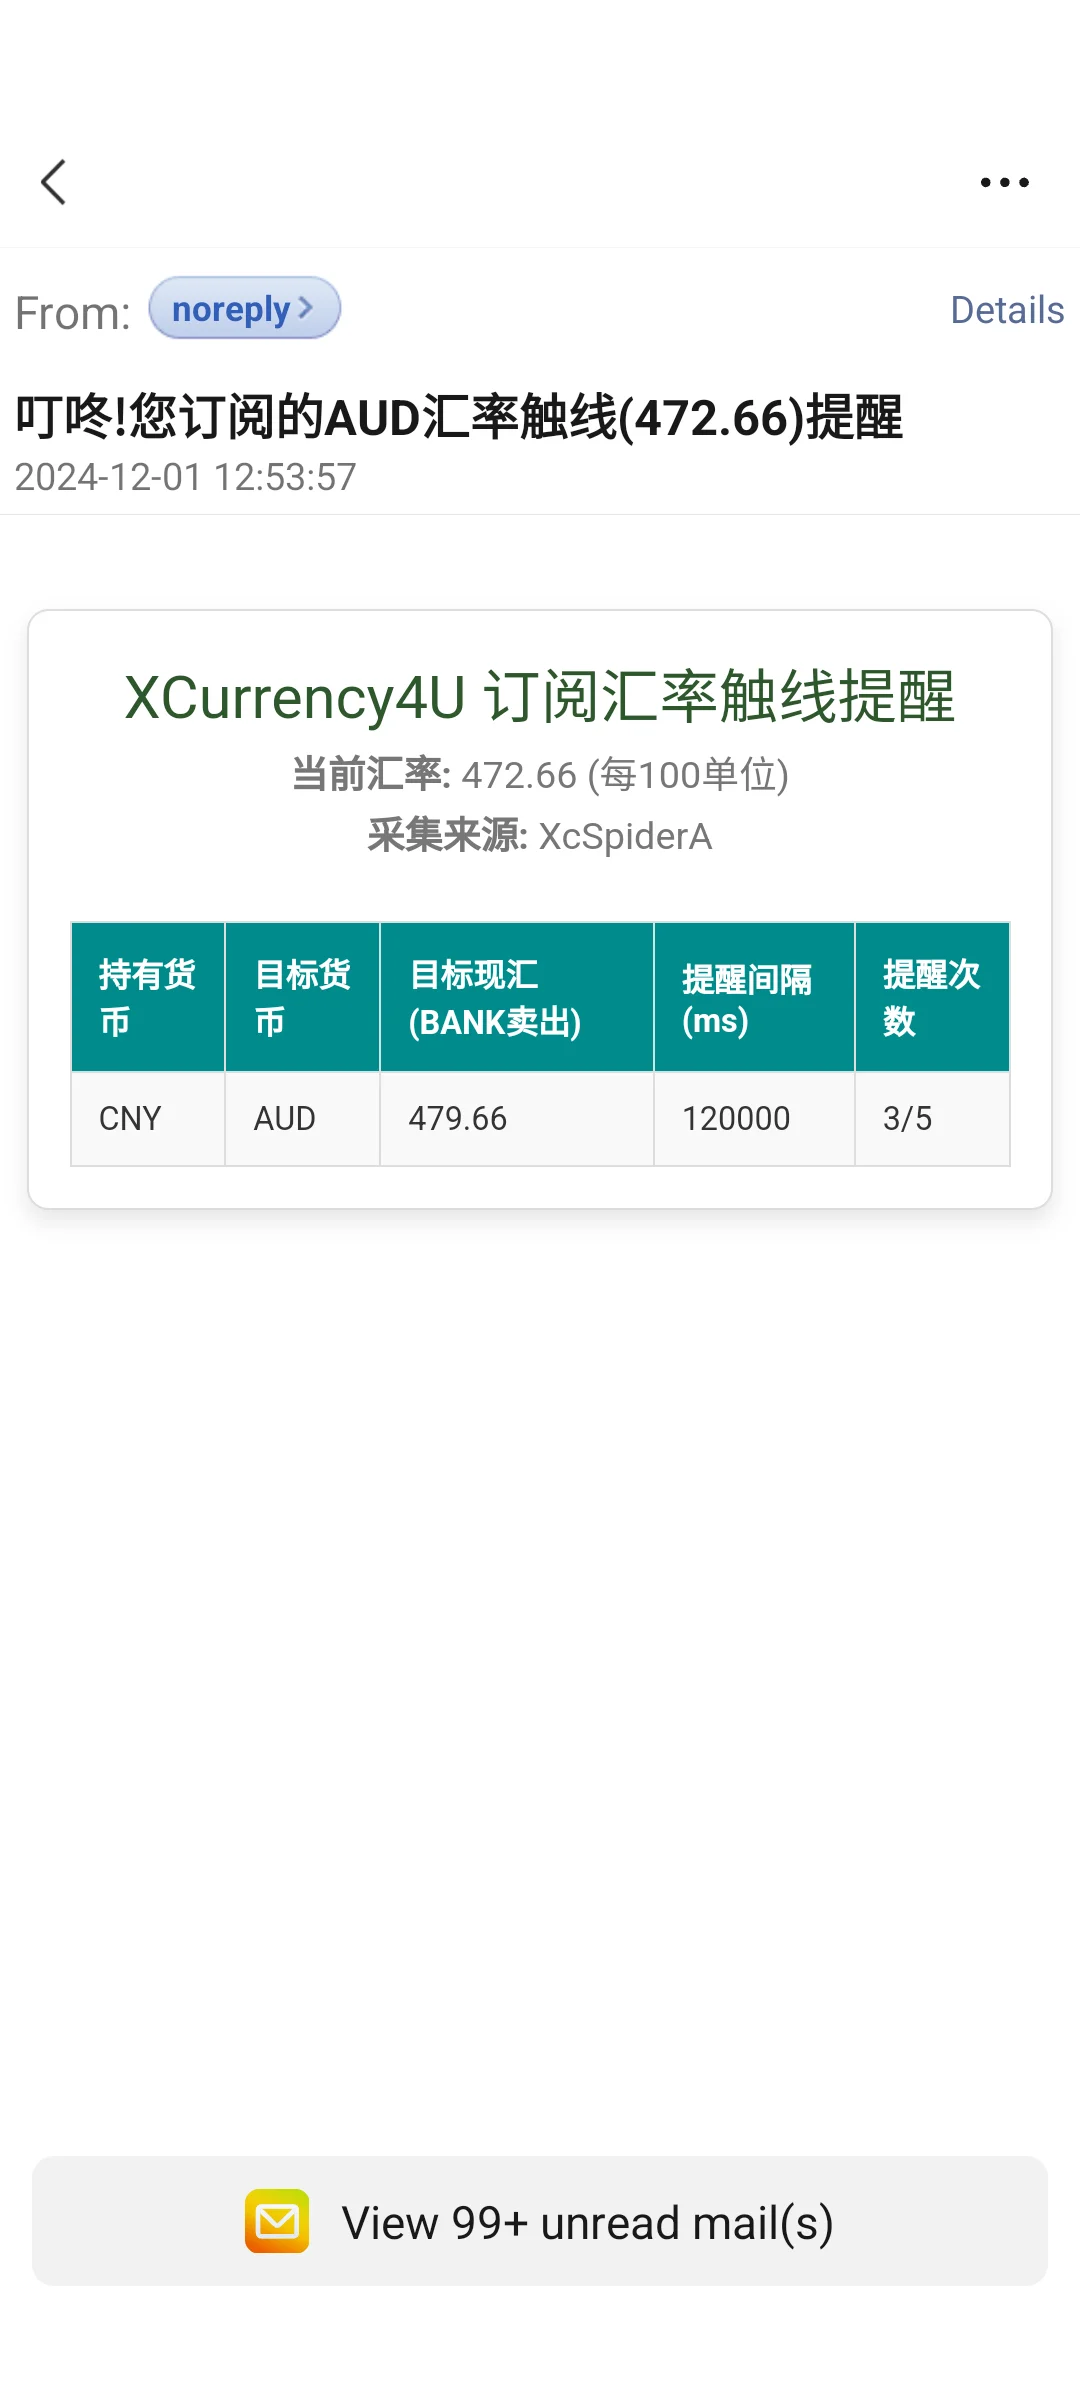 From: noreply
Details
叮咚!您订阅的AUD汇率触线(472.66)提醒
2024-12-01 12:53:57
XCurrency4U 订阅汇率触线提醒
当前汇率: 472.66 (每100单位)
采集来源: XcSpiderA
持有货币
目标货币
目标现汇(BANK卖出)
提醒间隔(ms)
提醒次数
CNY
AUD
479.66
120000
3/5
View 99+ unread mail(s)